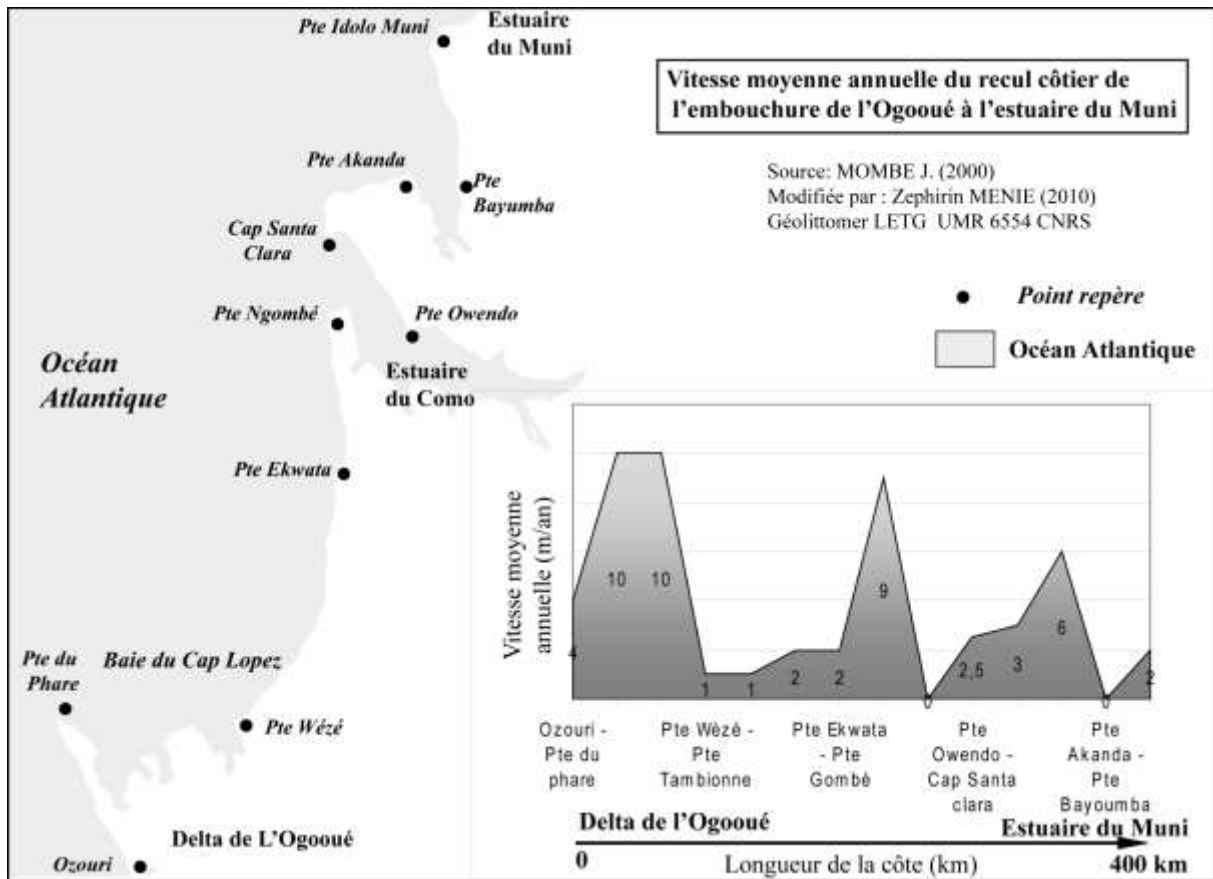 Pte Idolo Muni
Estuaire
du Muni
Vitesse moyenne annuelle du recul côtier de
l'embouchure de l'Ogooué à l'estuaire du Muni
Source: MOMBE J. (2000)
Modifiée par : Zephirin MENIE (2010)
Géolittomer LETG UMR 6554 CNRS
Pte Akanda
Pte
Bayumba
Cap Santa
Clara
Pte Ngombé
Pte Owendo
Point repère
Océan Atlantique
Océan
Atlantique
Estuaire
du Como
Pte Ekwata
Pte du
Phare
Baie du Cap Lopez
Pte Wézé
Delta de L'Ogooué
Ozouri
Vitesse moyenne
annuelle (m/an)
4
10
10
1
1
2
2
9
0
2,5
3
6
0
2
Ozouri -
Pte du
phare
Pte Wèzè -
Pte
Tambionne
Pte Ekwata
- Pte
Gombè
Pte
Owendo -
Cap Santa
clara
Pte
Akanda -
Pte
Bayoumba
Delta de l'Ogooué
Estuaire du Muni
0
Longueur de la côte (km)
400 km